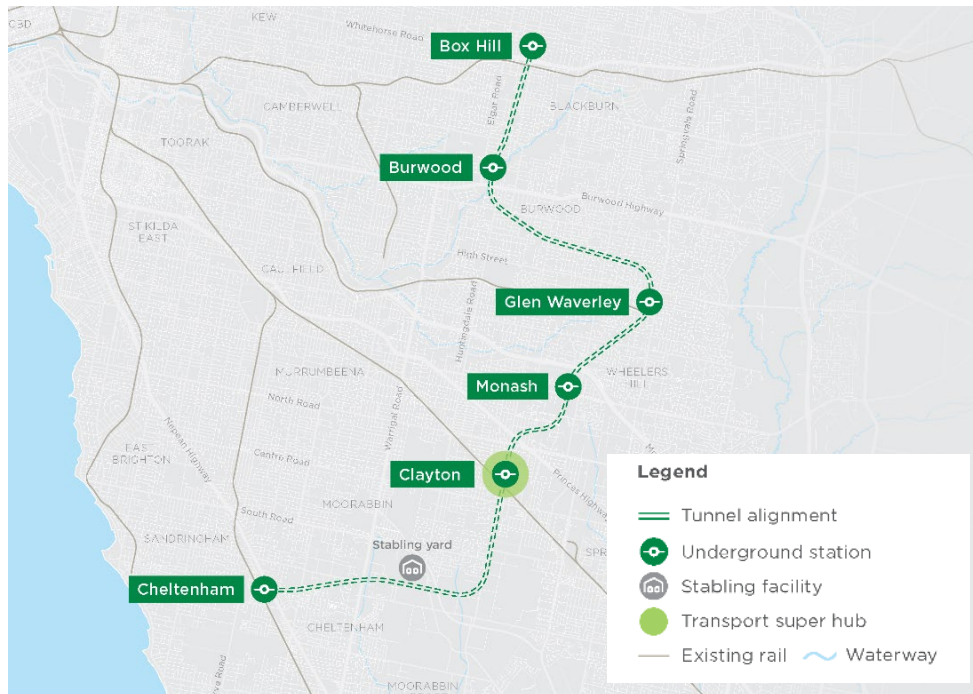 CBD
KEW
Whitehorse Road
Box Hill
Elgar Road
BLACKBURN
CAMBERWELL
Springvale Road
TOORAK
Burwood
Burwood Highway
BURWOOD
ST KILDA
EAST
High Street
CAULFIELD
Glen Waverley
Huntingdale Road
MURRUMBEENA
WHEELERS
HILL
Monash
North Road
Warrigal Road
Nepean Highway
EAST
BRIGHTON
Centre Road
Clayton
Princes Highway
MOORABBIN
South Road
SANDRINGHAM
Stabling yard
SPR
Cheltenham
CHELTENHAM
MOORABBIN
Legend
Tunnel alignment
Underground station
Stabling facility
Transport super hub
Existing rail
Waterway